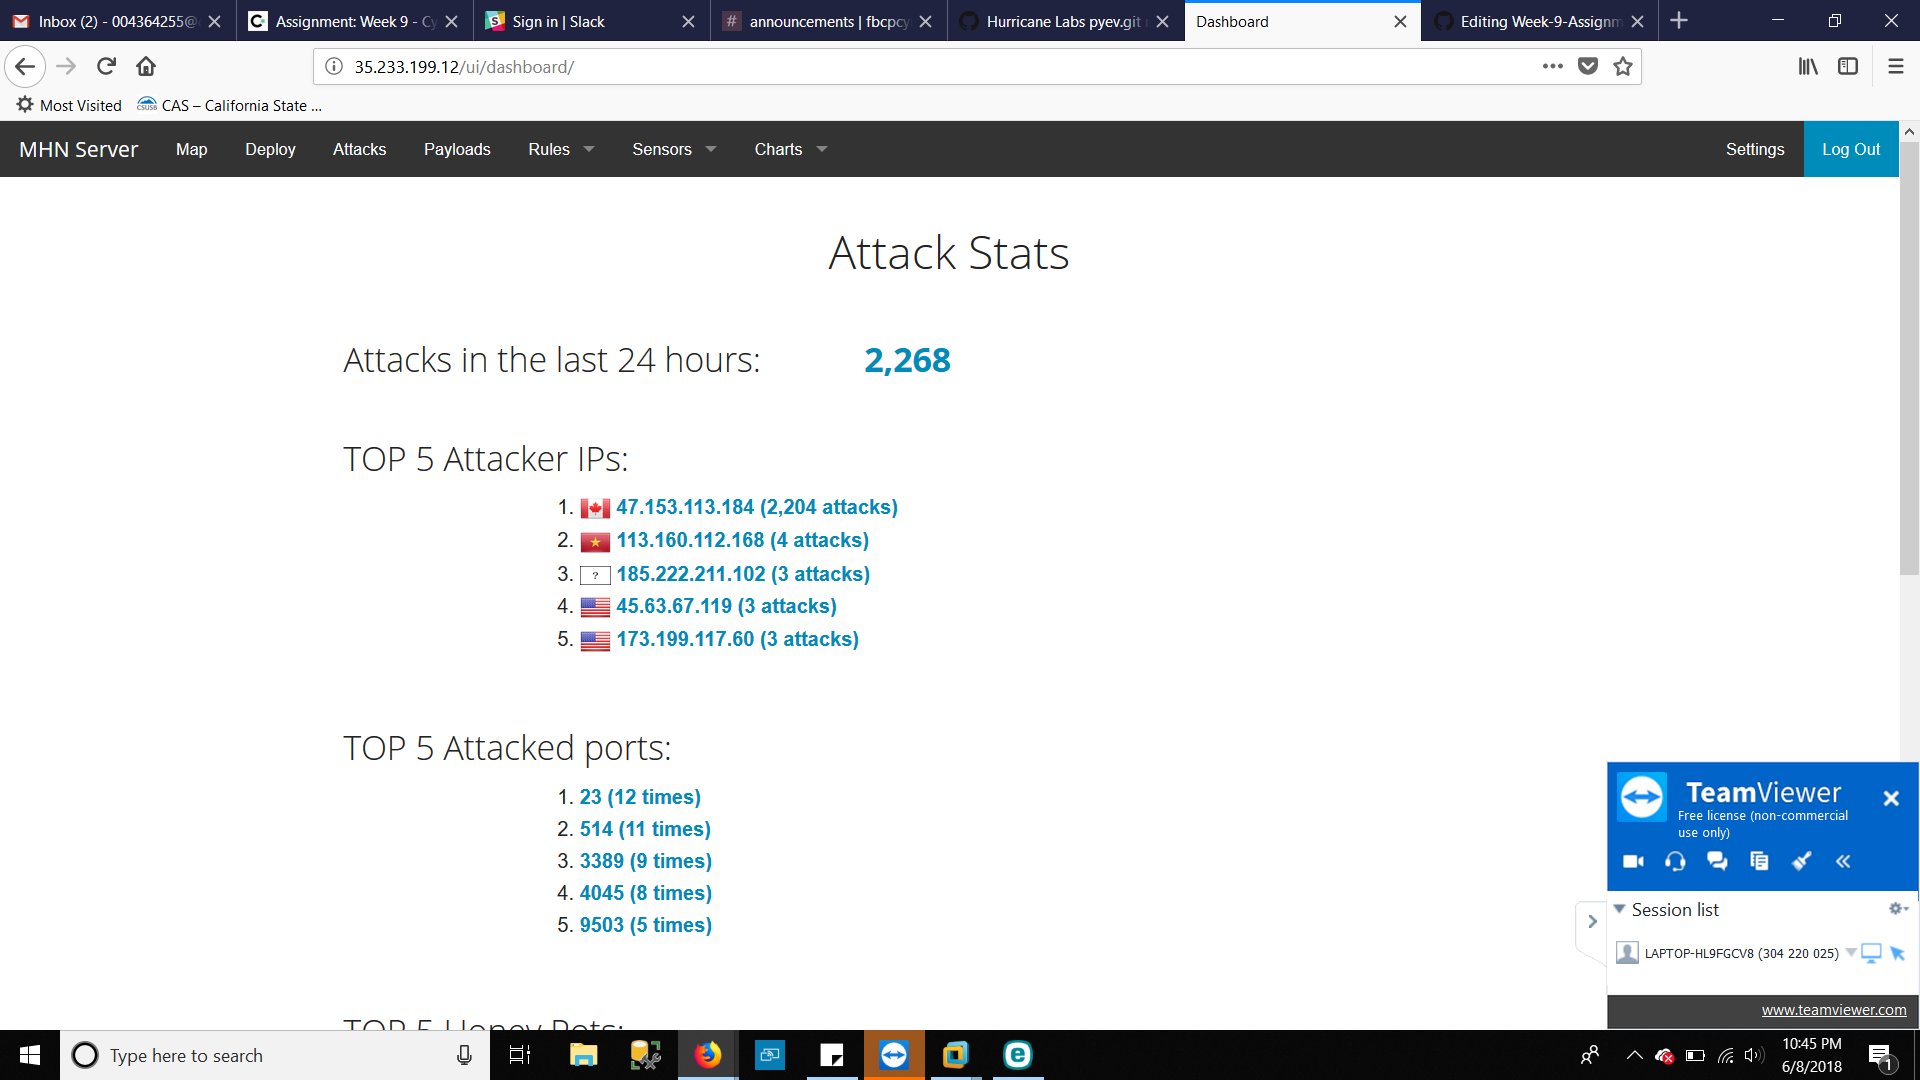 Inbox (2) - 004364255@
Assignment: Week 9 - Cy
Sign in | Slack
# announcements | fbcpcy
Hurricane Labs pyev.git
Dashboard
Editing Week-9-Assignm
35.233.199.12/ui/dashboard/
Most Visited
CSUSB CAS – California State ...
MHN Server
Map
Deploy
Attacks
Payloads
Rules
Sensors
Charts
Settings
Log Out
Attack Stats
Attacks in the last 24 hours: 2,268
TOP 5 Attacker IPs:
1. 47.153.113.184 (2,204 attacks)
2. 113.160.112.168 (4 attacks)
3. ? 185.222.211.102 (3 attacks)
4. 45.63.67.119 (3 attacks)
5. 173.199.117.60 (3 attacks)
TOP 5 Attacked ports:
1. 23 (12 times)
2. 514 (11 times)
3. 3389 (9 times)
4. 4045 (8 times)
5. 9503 (5 times)
TOP 5 Honey Pots:
TeamViewer
Free license (non-commercial
use only)
Session list
LAPTOP-HL9FGCV8 (304 220 025)
www.teamviewer.com
Type here to search
10:45 PM
6/8/2018
1